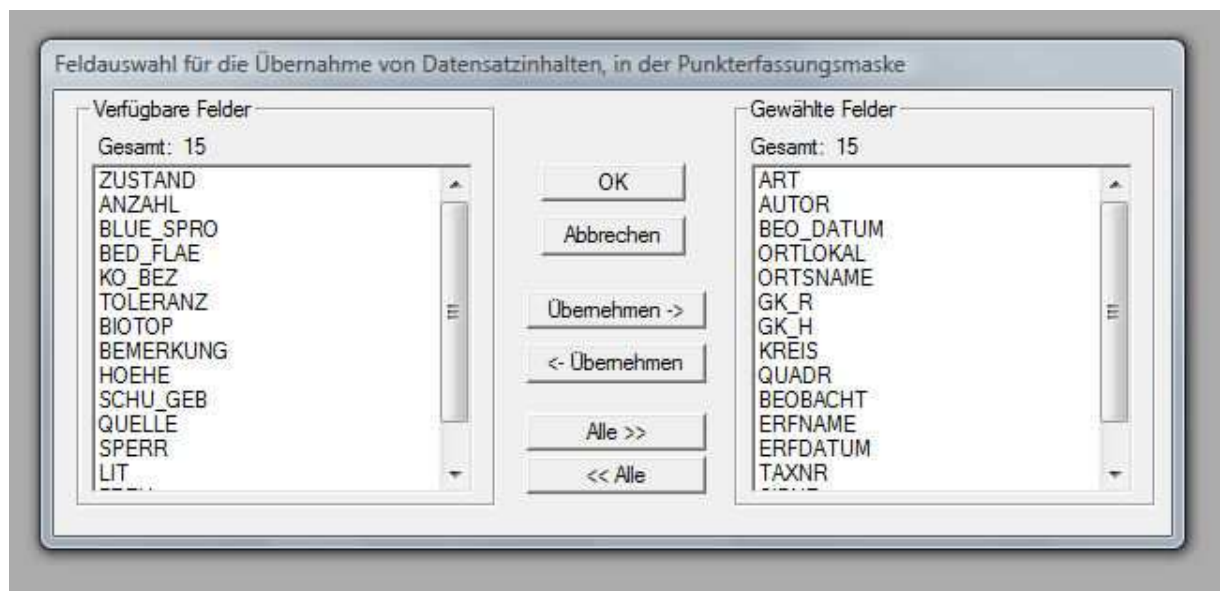 Feldauswahl für die Übernahme von Datensatzinhalten, in der Punkterfassungsmaske
Verfügbare Felder
Gesamt: 15
ZUSTAND
ANZAHL
BLUE_SPRO
BED_FLAE
KO_BEZ
TOLERANZ
BIOTOP
BEMERKUNG
HOEHE
SCHU_GEB
QUELLE
SPERR
LIT
OK
Abbrechen
Übernehmen ->
<- Übernehmen
Alle >>
<< Alle
Gewählte Felder
Gesamt: 15
ART
AUTOR
BEO_DATUM
ORTLOKAL
ORTSNAME
GK_R
GK_H
KREIS
QUADR
BEOBACHT
ERFNAME
ERFDATUM
TAXNR